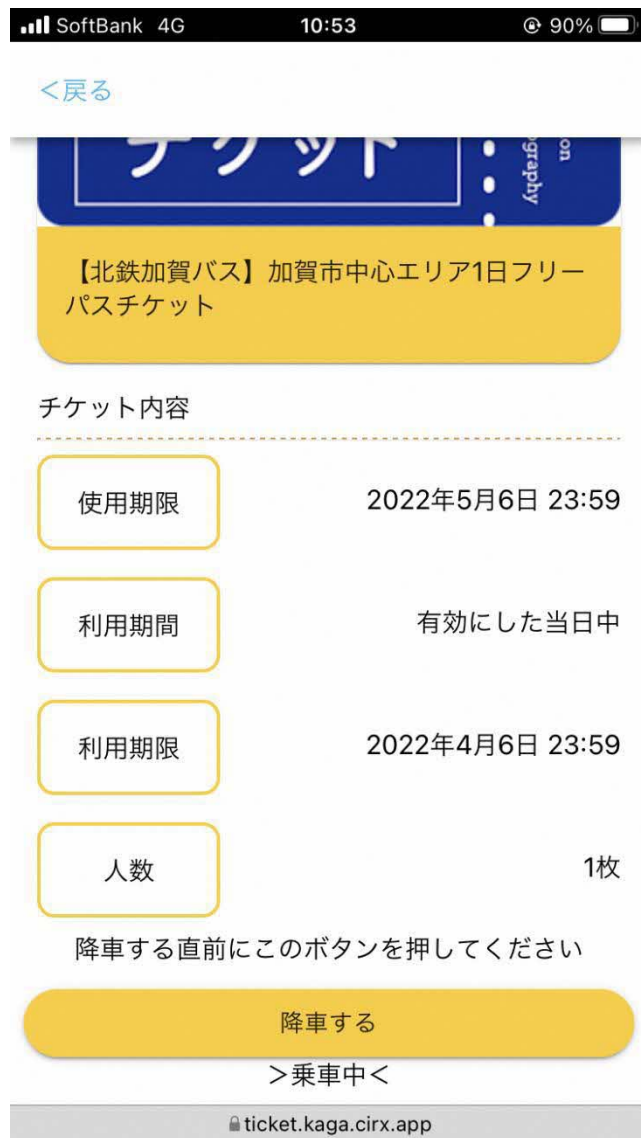 SoftBank 4G 10:53 90%
＜戻る
チケット
on
ography
【北鉄加賀バス】加賀市中心エリア1日フリー
パスチケット
チケット内容
使用期限 2022年5月6日 23:59
利用期間 有効にした当日中
利用期限 2022年4月6日 23:59
人数 1枚
降車する直前にこのボタンを押してください
降車する
＞乗車中＜
ticket.kaga.cirx.app